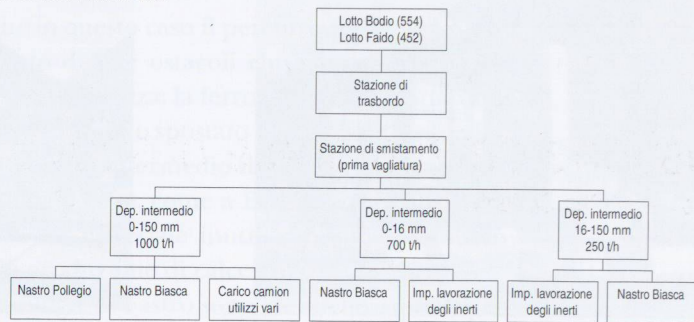 Lotto Bodio (554)
Lotto Faido (452)
Stazione di
trasbordo
Stazione di smistamento
(prima vagliatura)
Dep. intermedio
0-150 mm
1000 t/h
Dep. intermedio
0-16 mm
700 t/h
Dep. intermedio
16-150 mm
250 t/h
Nastro Pollegio
Nastro Biasca
Carico camion
utilizzi vari
Nastro Biasca
Imp. lavorazione
degli inerti
Imp. lavorazione
degli inerti
Nastro Biasca